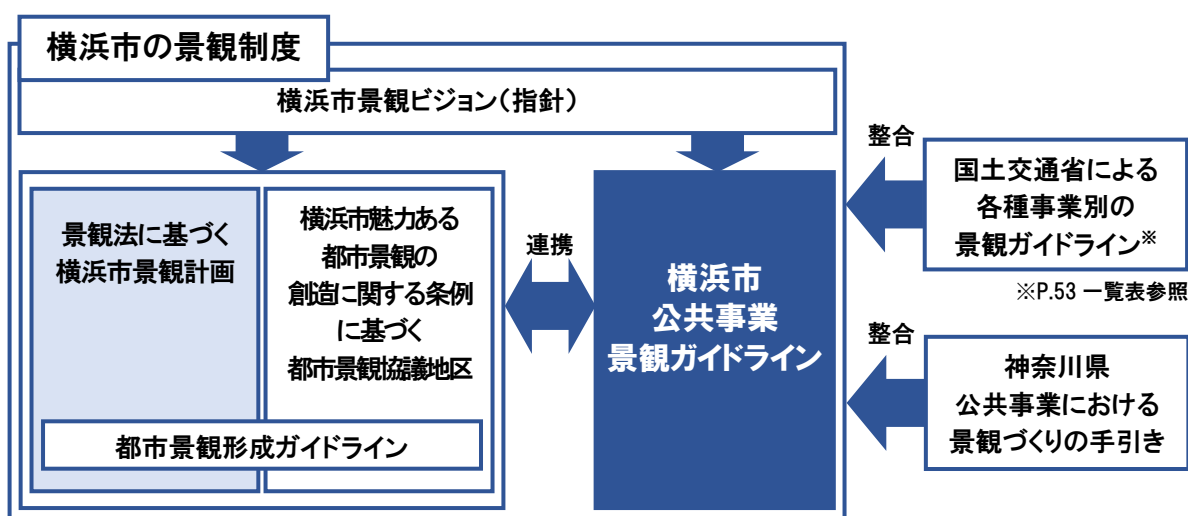 横浜市の景観制度
横浜市景観ビジョン（指針）
景観法に基づく
横浜市景観計画
横浜市魅力ある
都市景観の
創造に関する条例
に基づく
都市景観協議地区
都市景観形成ガイドライン
連携
横浜市
公共事業
景観ガイドライン
整合
国土交通省による
各種事業別の
景観ガイドライン※
※P.53 一覧表参照
整合
神奈川県
公共事業における
景観づくりの手引き